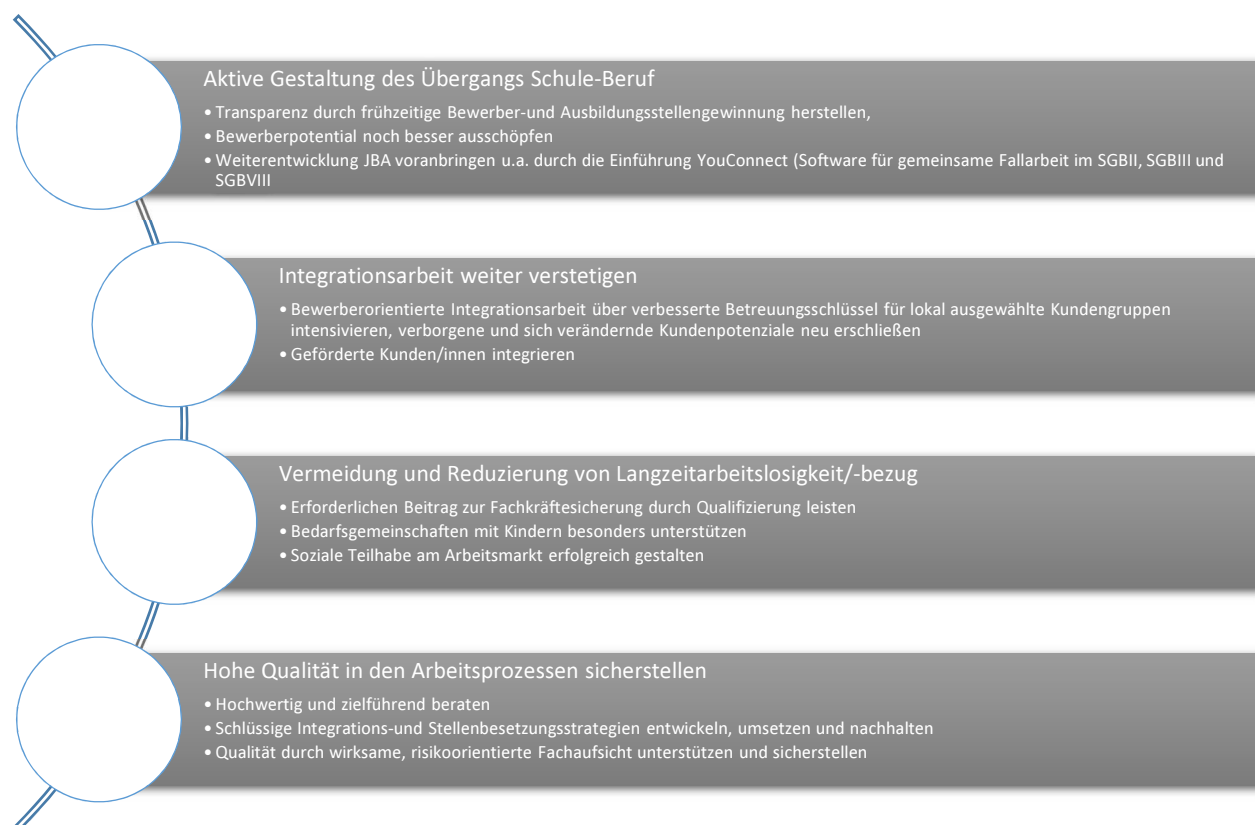 Aktive Gestaltung des Übergangs Schule-Beruf
• Transparenz durch frühzeitige Bewerber-und Ausbildungsstellengewinnung herstellen,
• Bewerberpotential noch besser ausschöpfen
• Weiterentwicklung JBA voranbringen u.a. durch die Einführung YouConnect (Software für gemeinsame Fallarbeit im SGBII, SGBIII und
SGBVIII
Integrationsarbeit weiter verstetigen
• Bewerberorientierte Integrationsarbeit über verbesserte Betreuungsschlüssel für lokal ausgewählte Kundengruppen
intensivieren, verborgene und sich verändernde Kundenpotenziale neu erschließen
• Geförderte Kunden/innen integrieren
Vermeidung und Reduzierung von Langzeitarbeitslosigkeit/-bezug
• Erforderlichen Beitrag zur Fachkräftesicherung durch Qualifizierung leisten
• Bedarfsgemeinschaften mit Kindern besonders unterstützen
• Soziale Teilhabe am Arbeitsmarkt erfolgreich gestalten
Hohe Qualität in den Arbeitsprozessen sicherstellen
• Hochwertig und zielführend beraten
• Schlüssige Integrations-und Stellenbesetzungsstrategien entwickeln, umsetzen und nachhalten
• Qualität durch wirksame, risikoorientierte Fachaufsicht unterstützen und sicherstellen